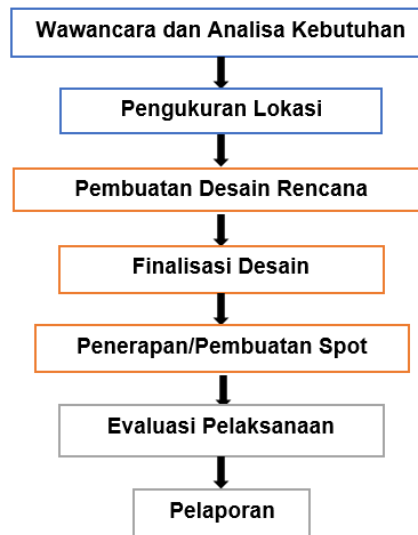 Wawancara dan Analisa Kebutuhan
Pengukuran Lokasi
Pembuatan Desain Rencana
Finalisasi Desain
Penerapan/Pembuatan Spot
Evaluasi Pelaksanaan
Pelaporan